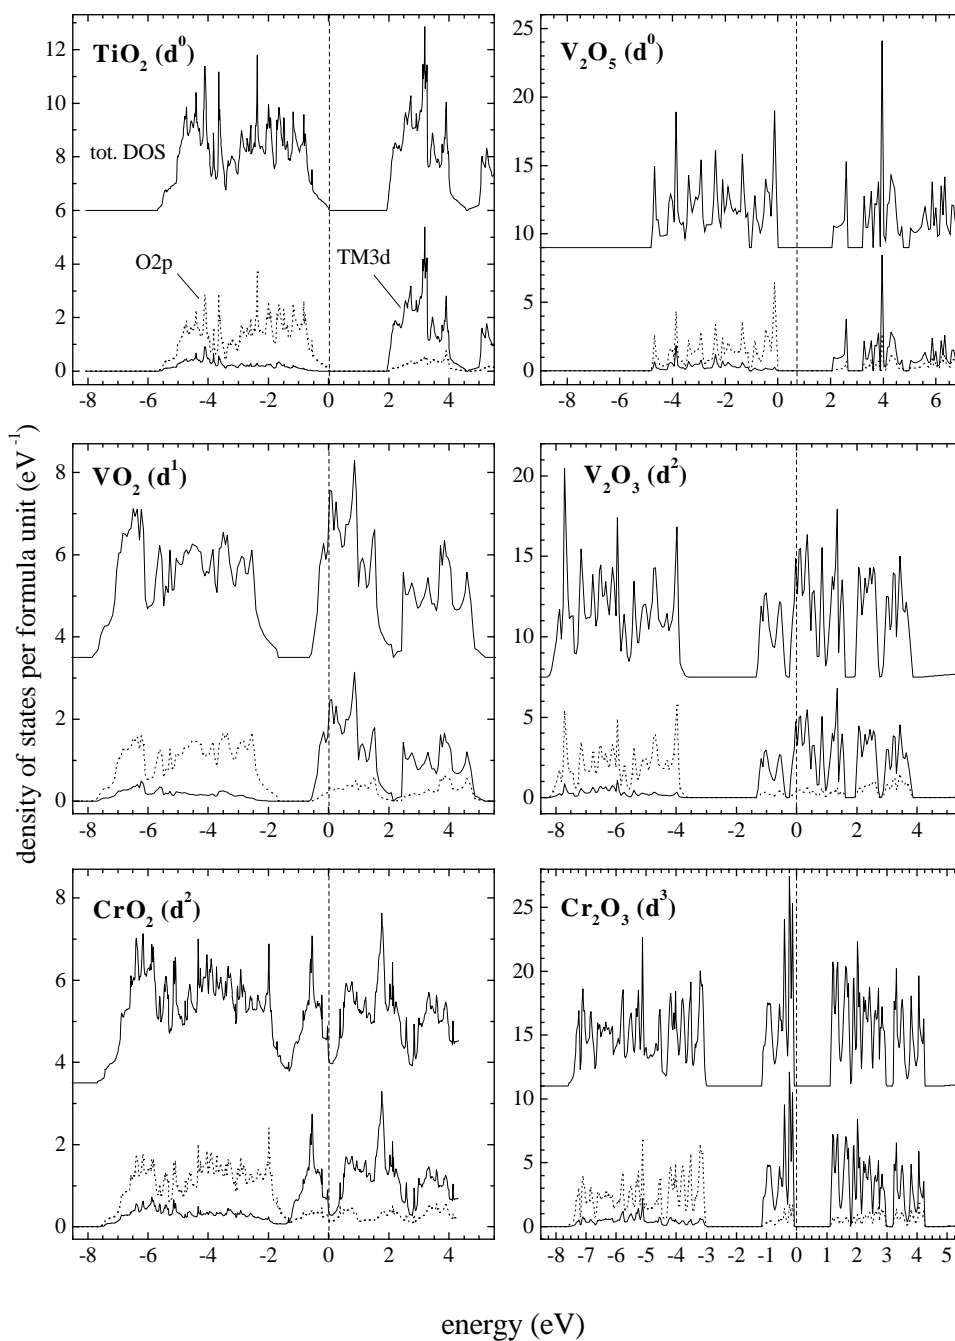 TiO2 (d0)
tot. DOS
O2p
TM3d
12
10
8
6
4
2
0
-8 -6 -4 -2 0 2 4
V2O5 (d0)
25
20
15
10
5
0
-8 -6 -4 -2 0 2 4 6
VO2 (d1)
8
6
4
2
0
-8 -6 -4 -2 0 2 4
V2O3 (d2)
20
15
10
5
0
-8 -6 -4 -2 0 2 4
CrO2 (d2)
8
6
4
2
0
-8 -6 -4 -2 0 2 4
Cr2O3 (d3)
25
20
15
10
5
0
-8 -7 -6 -5 -4 -3 -2 -1 0 1 2 3 4 5
density of states per formula unit (eV-1)
energy (eV)